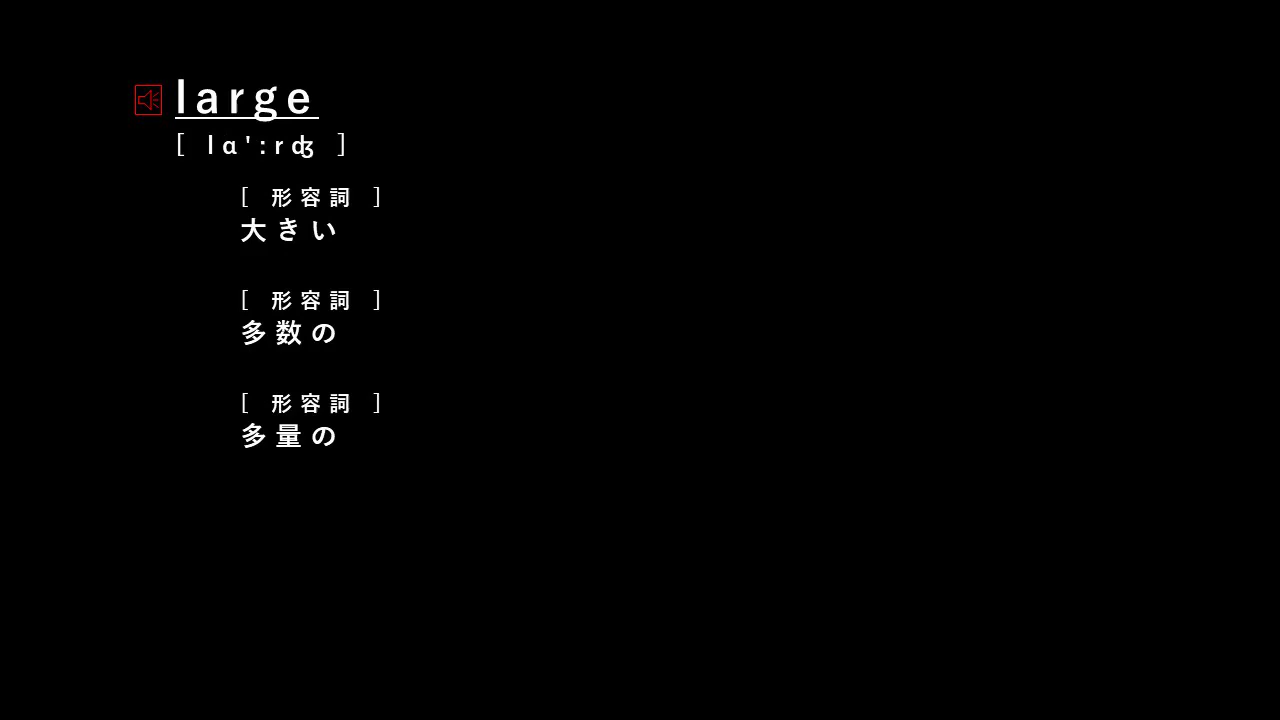 large
[ lɑ':rʤ ]
[ 形容詞 ]
大きい
[ 形容詞 ]
多数の
[ 形容詞 ]
多量の